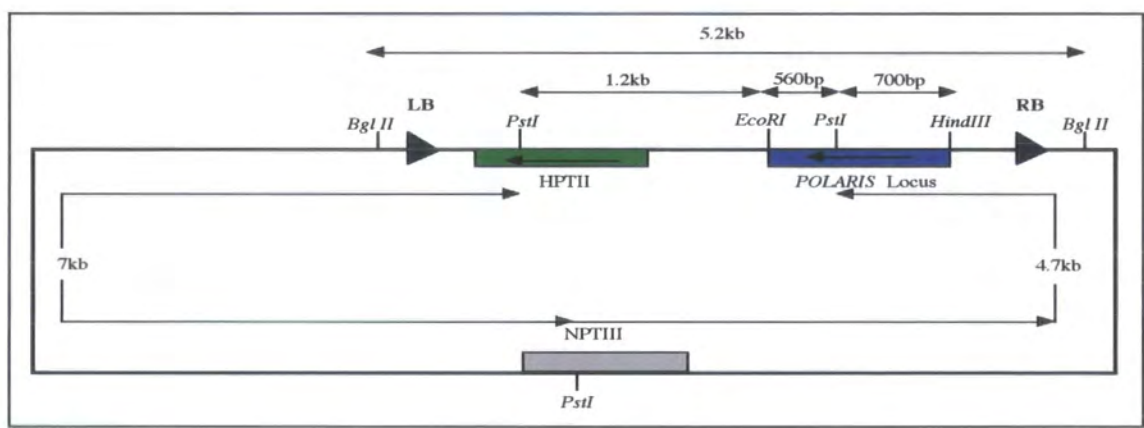 5.2kb
1.2kb 560bp 700bp
LB RB
Bgl II PstI EcoRI PstI HindIII Bgl II
HPTII POLARIS Locus
7kb 4.7kb
NPTIII
PstI